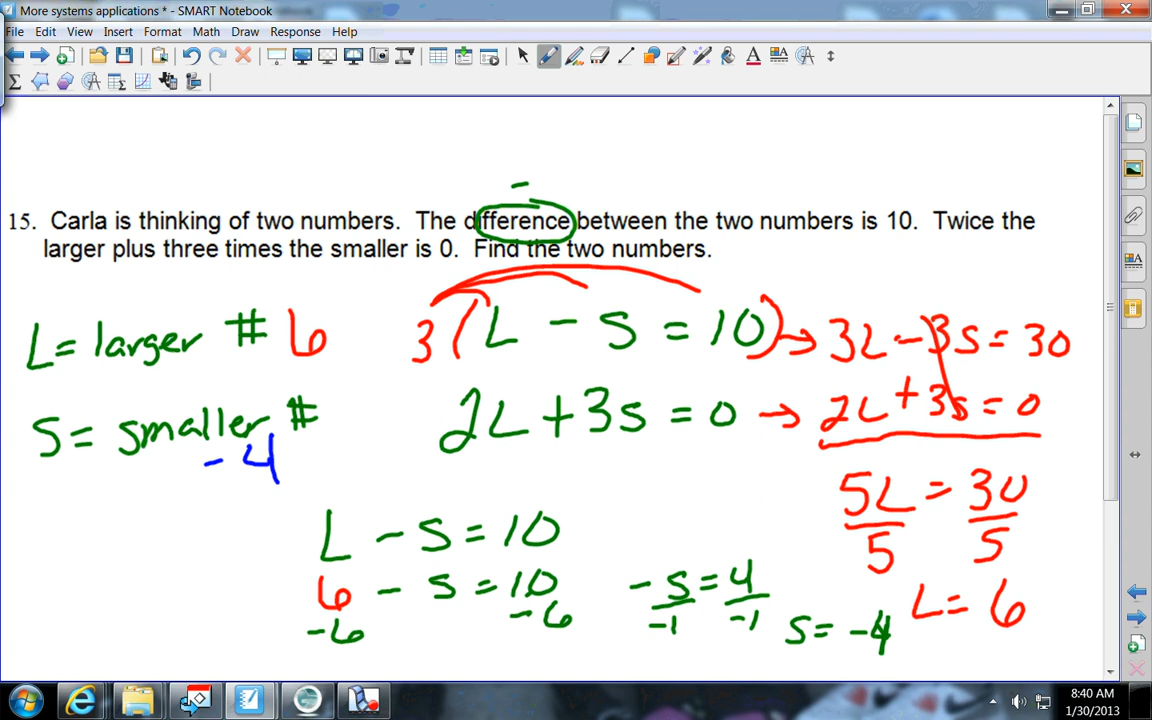 More systems applications * - SMART Notebook
File Edit View Insert Format Math Draw Response Help
-
15. Carla is thinking of two numbers. The difference between the two numbers is 10. Twice the
larger plus three times the smaller is 0. Find the two numbers.
L = larger # 6
3(L - S = 10) → 3L - 3S = 30
S = smaller #
- 4
2L + 3S = 0 → 2L + 3S = 0
5L = 30
5 5
L - S = 10
6 - S = 10
-6 -6
-S = 4
-1 -1
S = -4
L = 6
8:40 AM
1/30/2013